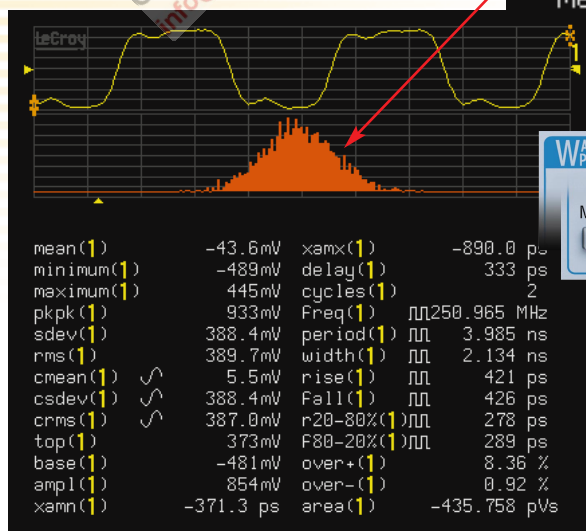 Me
LeCroy
info
1
WA
P
M
mean(1) -43.6mV xamx(1) -890.0 ps
minimum(1) -489mV delay(1) 333 ps
maximum(1) 445mV cycles(1) 2
pkpk(1) 933mV freq(1) 250.965 MHz
sdev(1) 388.4mV period(1) 3.985 ns
rms(1) 389.7mV width(1) 2.134 ns
cmean(1) 5.5mV rise(1) 421 ps
csdev(1) 388.4mV fall(1) 426 ps
crms(1) 387.0mV r20-80%(1) 278 ps
top(1) 373mV f80-20%(1) 289 ps
base(1) -481mV over+(1) 8.36 %
ampl(1) 854mV over-(1) 0.92 %
xamn(1) -371.3 ps area(1) -435.758 pVs